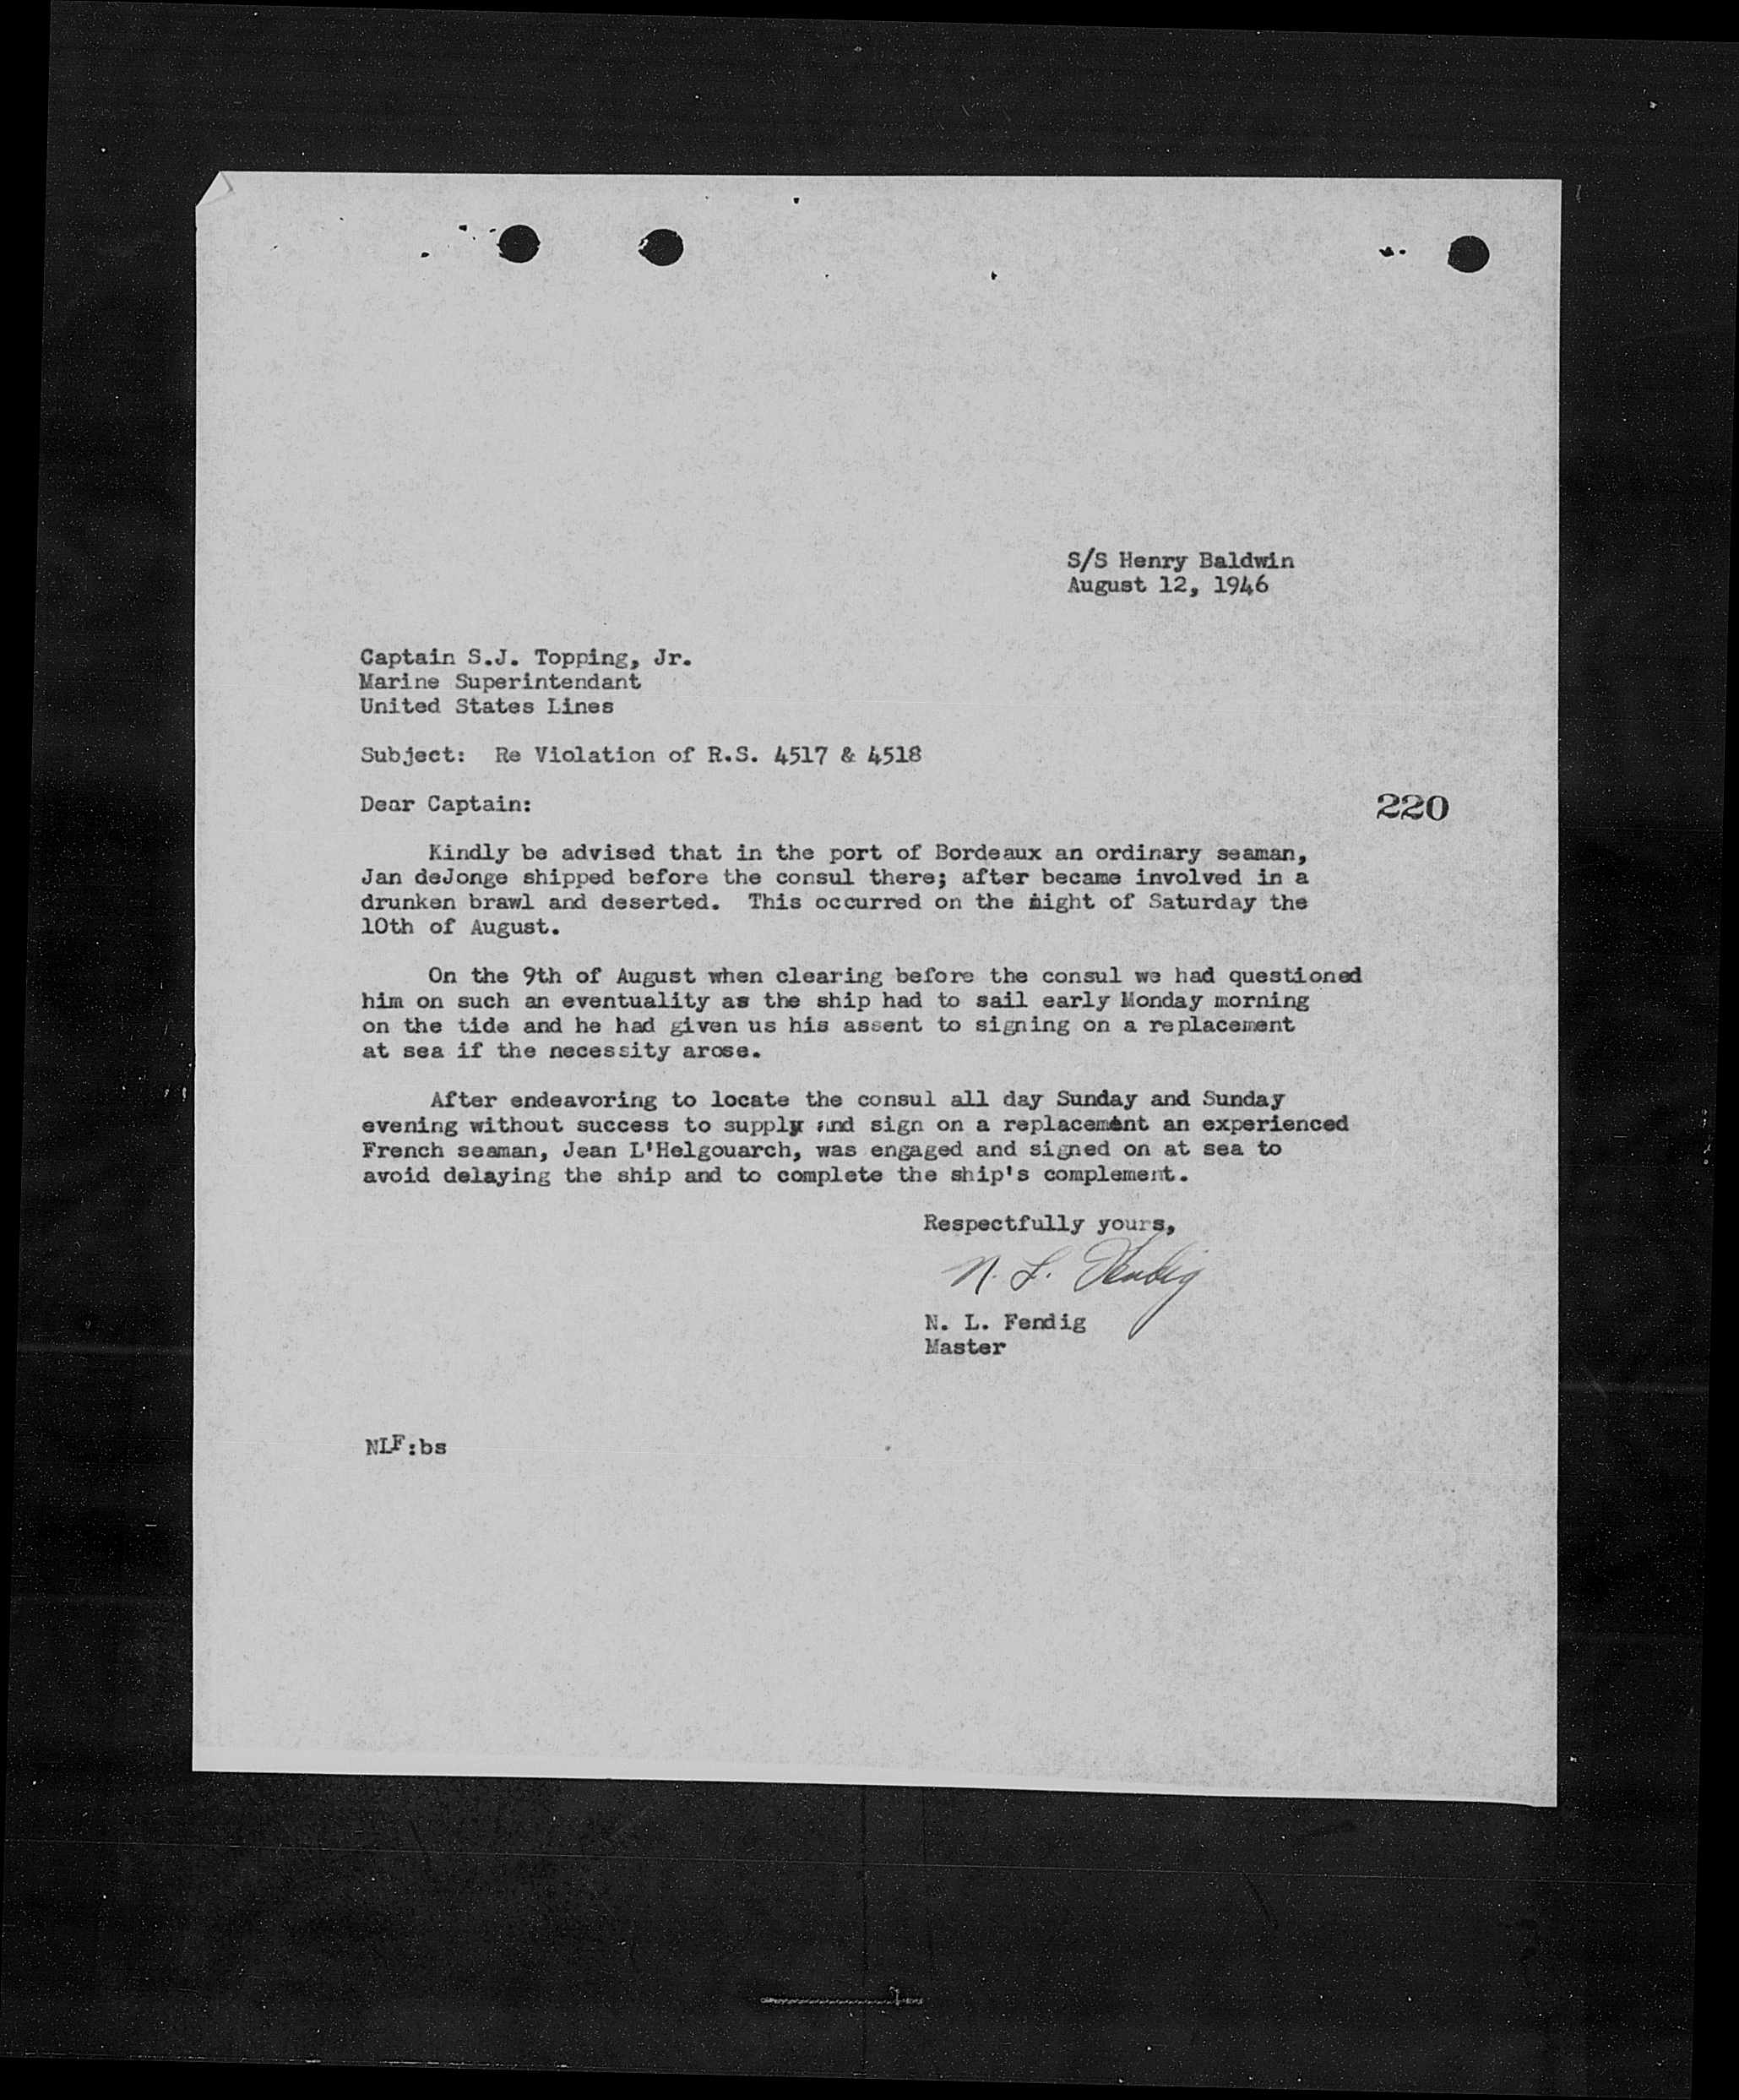 S/S Henry Baldwin
August 12, 1946
Captain S.J. Topping, Jr.
Marine Superintendant
United States Lines
Subject:  Re Violation of R.S. 4517 & 4518
Dear Captain:
220
Kindly be advised that in the port of Bordeaux an ordinary seaman,
Jan deJonge shipped before the consul there; after became involved in a
drunken brawl and deserted.  This occurred on the night of Saturday the
10th of August.
On the 9th of August when clearing before the consul we had questioned
him on such an eventuality as the ship had to sail early Monday morning
on the tide and he had given us his assent to signing on a replacement
at sea if the necessity arose.
After endeavoring to locate the consul all day Sunday and Sunday
evening without success to supply and sign on a replacement an experienced
French seaman, Jean L'Helgouarch, was engaged and signed on at sea to
avoid delaying the ship and to complete the ship's complement.
Respectfully yours,
N. L. Fendig
N. L. Fendig
Master
NLF:bs